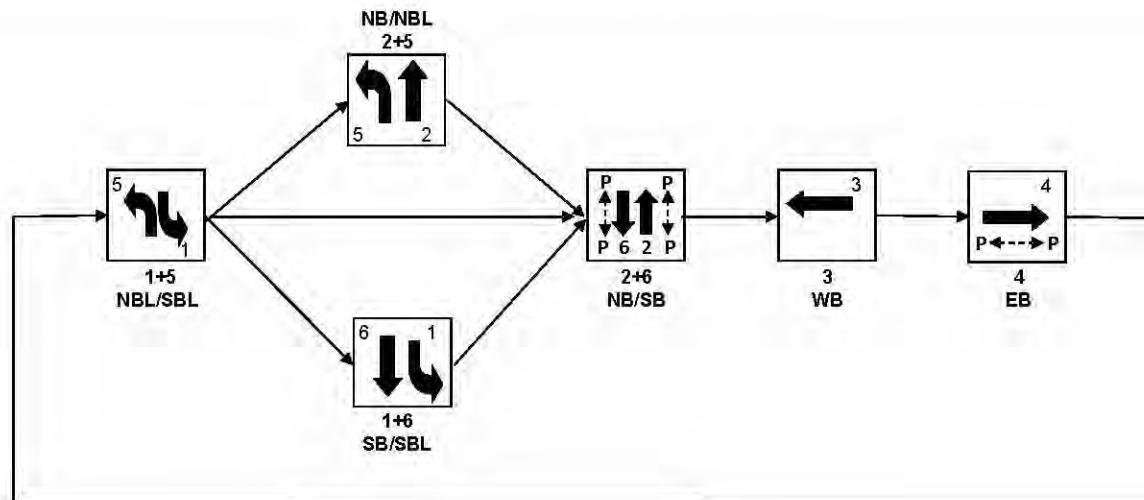 NB/NBL
2+5
5 2
5
1
1+5
NBL/SBL
P P
P 6 2 P
2+6
NB/SB
3
3
WB
4
P P
4
EB
6 1
1+6
SB/SBL